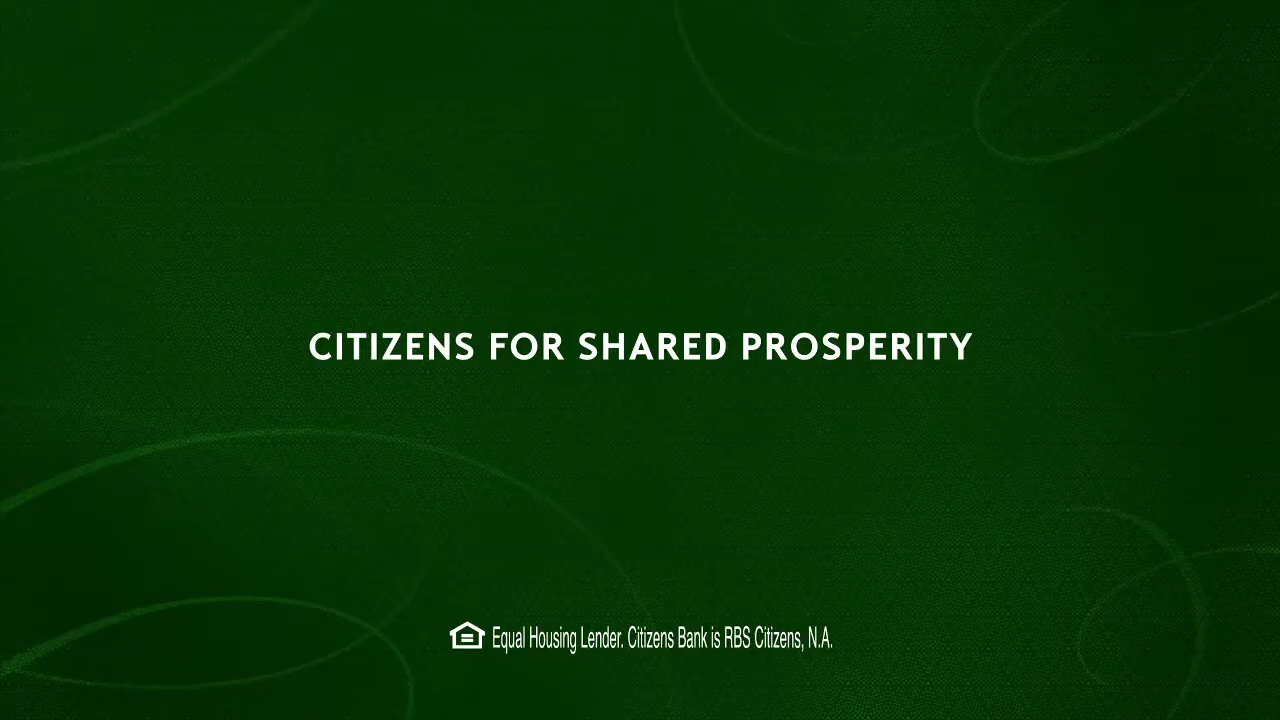 CITIZENS FOR SHARED PROSPERITY
Equal Housing Lender. Citizens Bank is RBS Citizens, N.A.